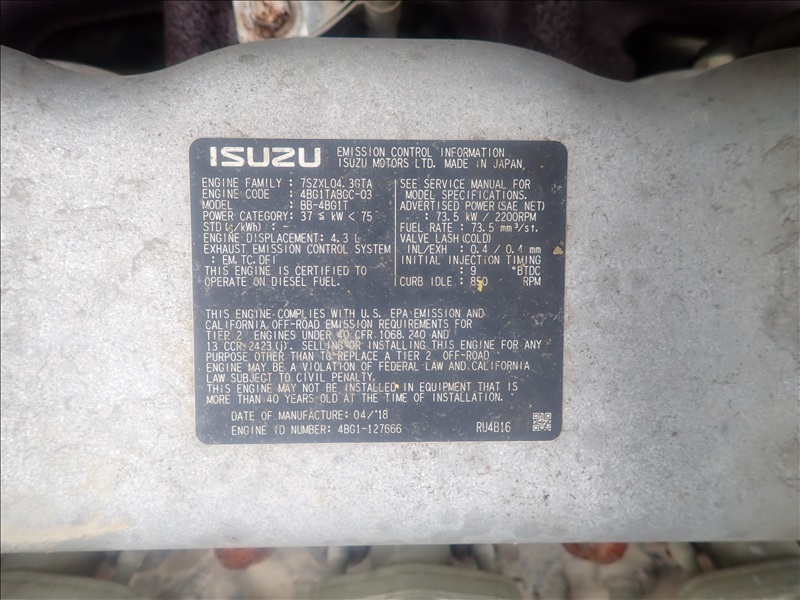 ISUZU
EMISSION CONTROL INFORMATION
ISUZU MOTORS LTD. MADE IN JAPAN.
ENGINE FAMILY : 7SZXL04.3GTA
ENGINE CODE : 4BG1TABGC-03
MODEL : BB-4BG1T
POWER CATEGORY: 37 ≤ kW < 75
STD (g/kWh) : -
ENGINE DISPLACEMENT: 4.3 L
EXHAUST EMISSION CONTROL SYSTEM
: EM, TC, DFI
THIS ENGINE IS CERTIFIED TO
OPERATE ON DIESEL FUEL.
SEE SERVICE MANUAL FOR
MODEL SPECIFICATIONS.
ADVERTISED POWER(SAE NET)
: 73.5 kW / 2200RPM
FUEL RATE : 73.5 mm³/st.
VALVE LASH(COLD)
INL/EXH : 0.4 / 0.4 mm
INITIAL INJECTION TIMING
: 9 °BTDC
CURB IDLE : 850 RPM
THIS ENGINE COMPLIES WITH U.S. EPA EMISSION AND
CALIFORNIA OFF-ROAD EMISSION REQUIREMENTS FOR
TIER 2 ENGINES UNDER 40 CFR 1068.240 AND
13 CCR 2423(j). SELLING OR INSTALLING THIS ENGINE FOR ANY
PURPOSE OTHER THAN TO REPLACE A TIER 2 OFF-ROAD
ENGINE MAY BE A VIOLATION OF FEDERAL LAW AND CALIFORNIA
LAW SUBJECT TO CIVIL PENALTY.
THIS ENGINE MAY NOT BE INSTALLED IN EQUIPMENT THAT IS
MORE THAN 40 YEARS OLD AT THE TIME OF INSTALLATION.
DATE OF MANUFACTURE: 04/'18
ENGINE ID NUMBER: 4BG1-127666
RU4B16